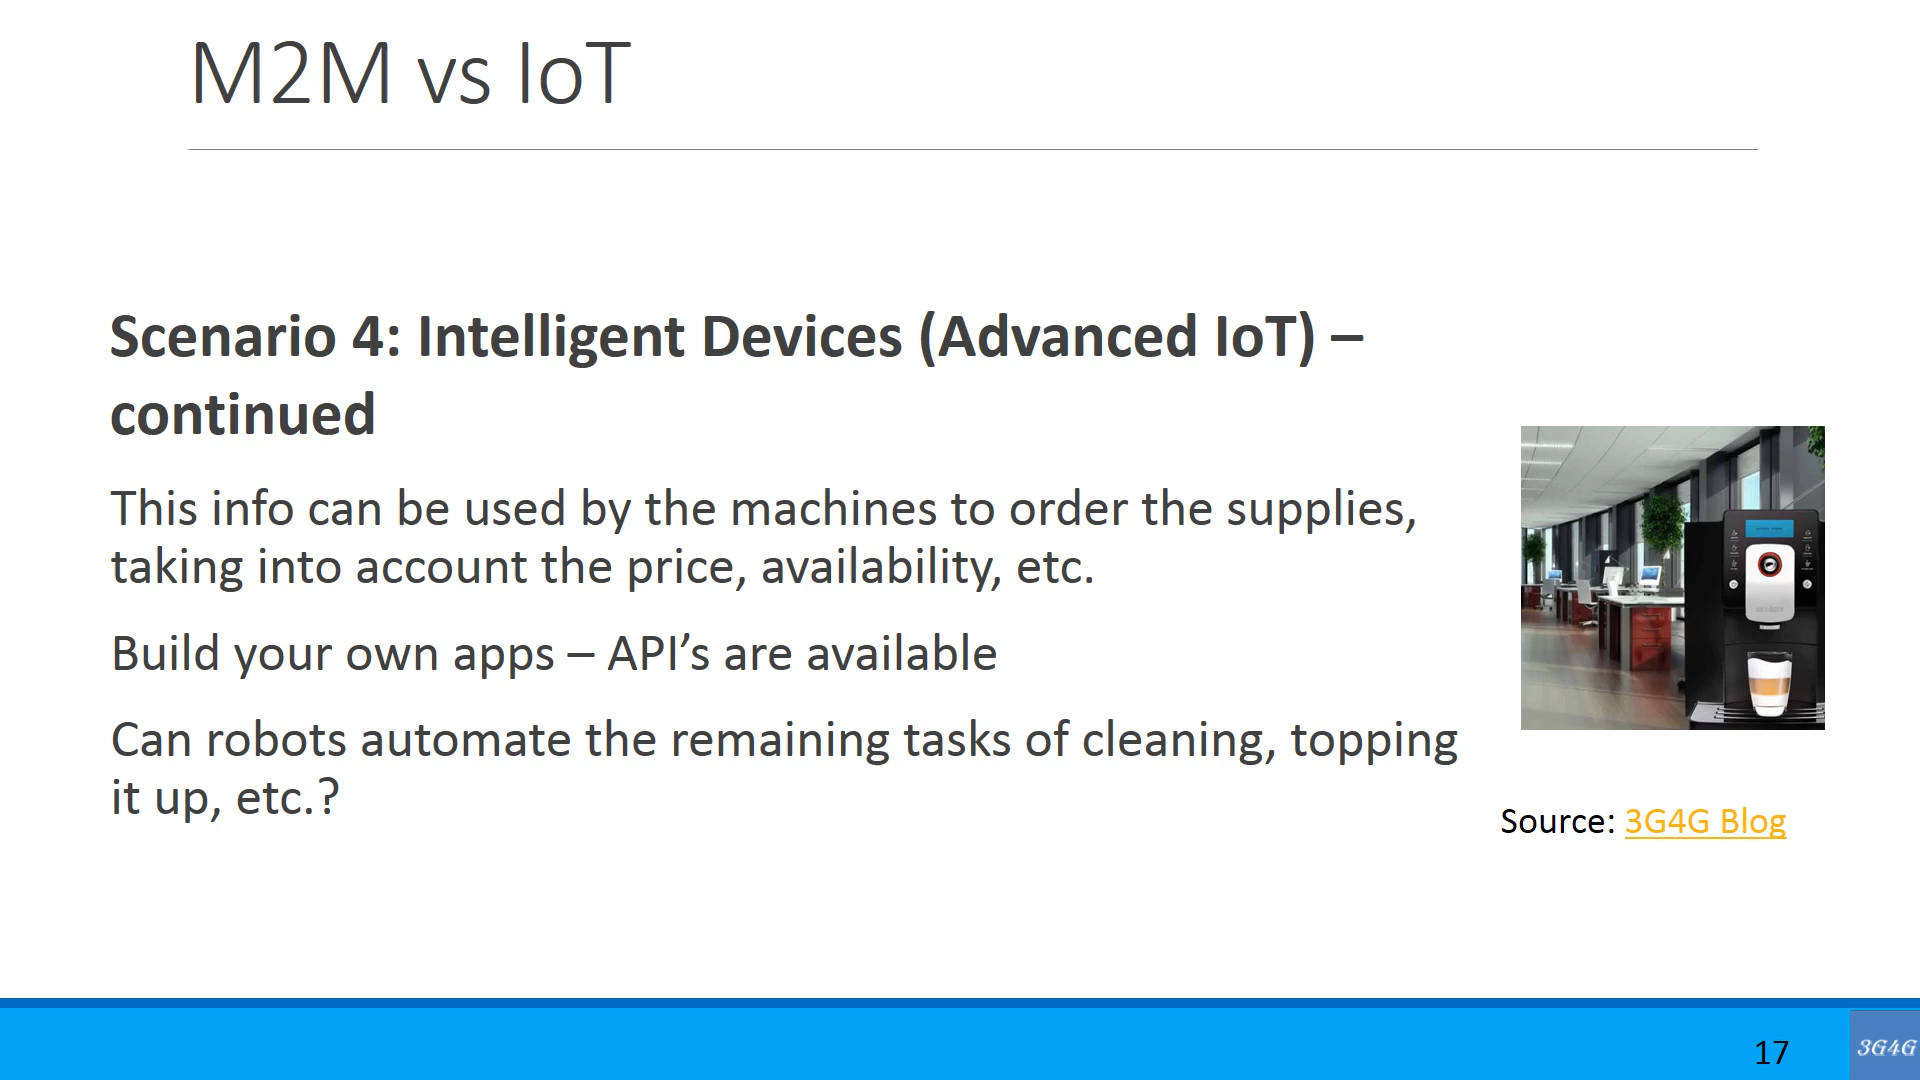 M2M vs IoT
Scenario 4: Intelligent Devices (Advanced IoT) –
continued
This info can be used by the machines to order the supplies,
taking into account the price, availability, etc.
Build your own apps – API’s are available
Can robots automate the remaining tasks of cleaning, topping
it up, etc.?
Source: 3G4G Blog
17
3G4G